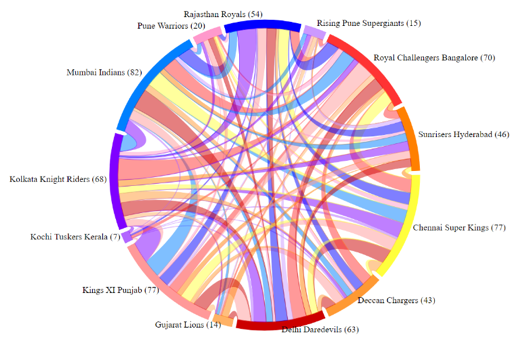 Rajasthan Royals (54)
Pune Warriors (20)
Rising Pune Supergiants (15)
Royal Challengers Bangalore (70)
Mumbai Indians (82)
Sunrisers Hyderabad (46)
Kolkata Knight Riders (68)
Chennai Super Kings (77)
Kochi Tuskers Kerala (7)
Kings XI Punjab (77)
Deccan Chargers (43)
Gujarat Lions (14)
Delhi Daredevils (63)